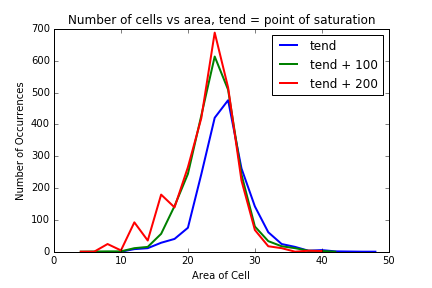 Number of cells vs area, tend = point of saturation
Number of Occurrences
700
600
500
400
300
200
100
0
tend
tend + 100
tend + 200
0 10 20 30 40 50
Area of Cell